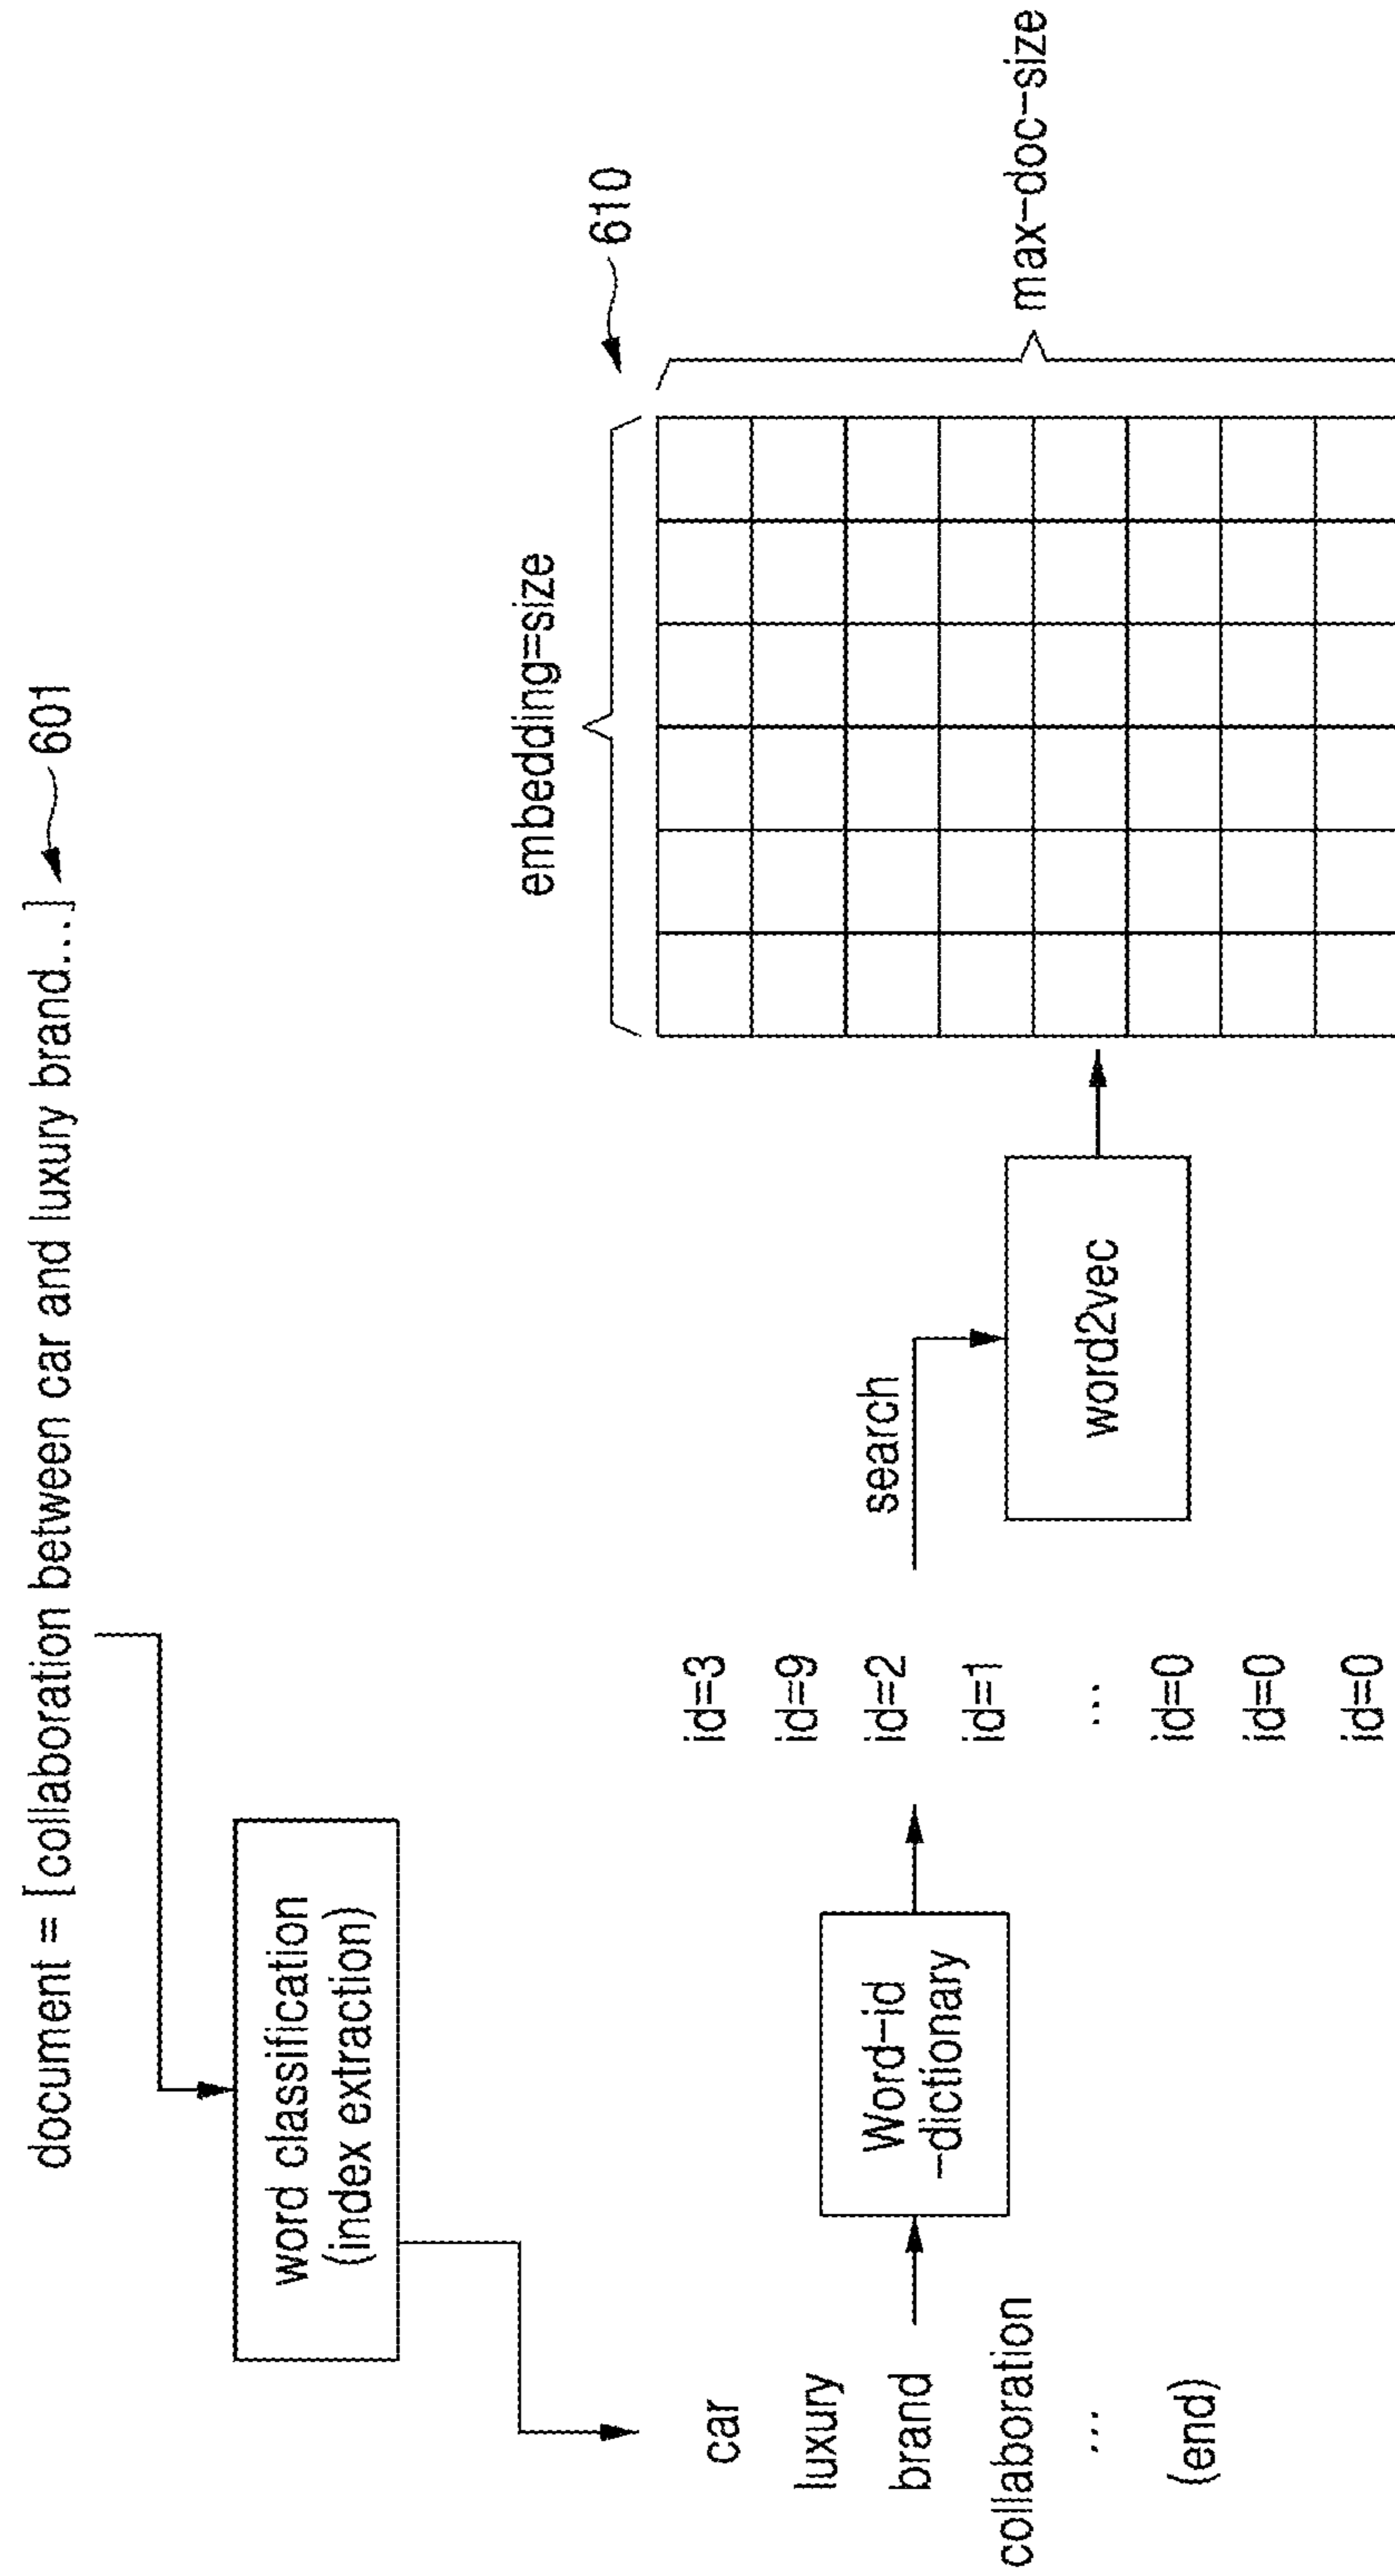 document = [collaboration between car and luxury brand...] 601
word classification
(index extraction)
car
luxury
brand
collaboration
...
(end)
Word-id
-dictionary
id=3
id=9
id=2
id=1
...
id=0
id=0
id=0
search
word2vec
embedding=size
610
max-doc-size